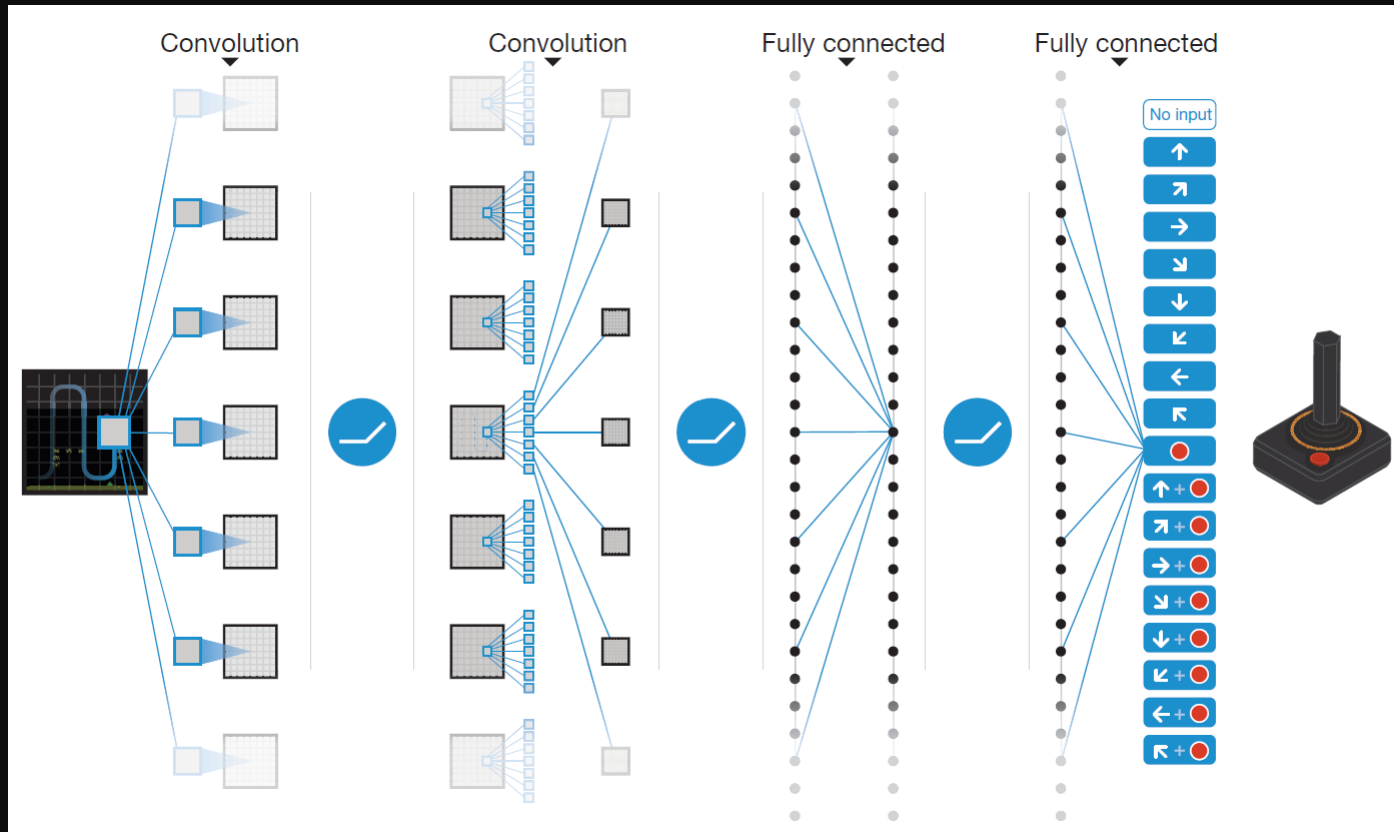 Convolution
Convolution
Fully connected
Fully connected
No input
+
+
+
+
+
+
+
+